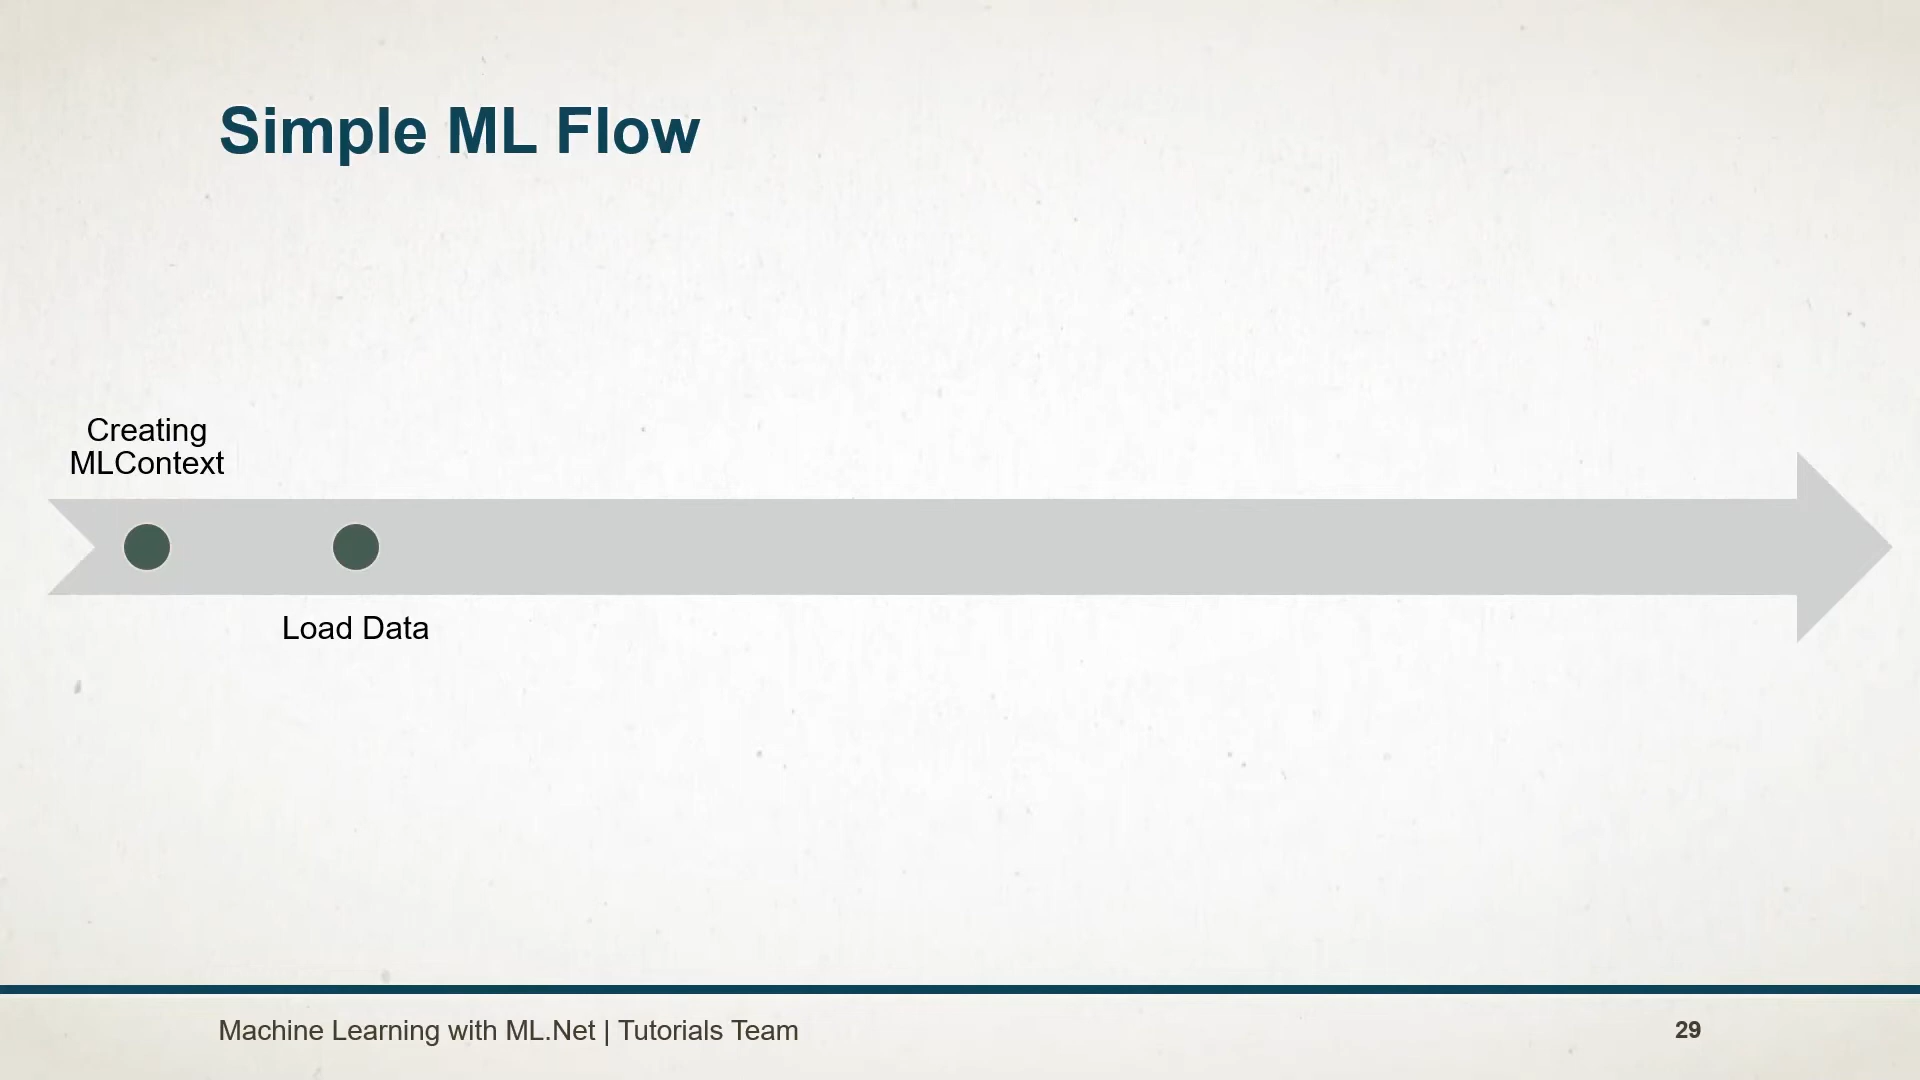 Simple ML Flow
Creating
MLContext
Load Data
Machine Learning with ML.Net | Tutorials Team
29